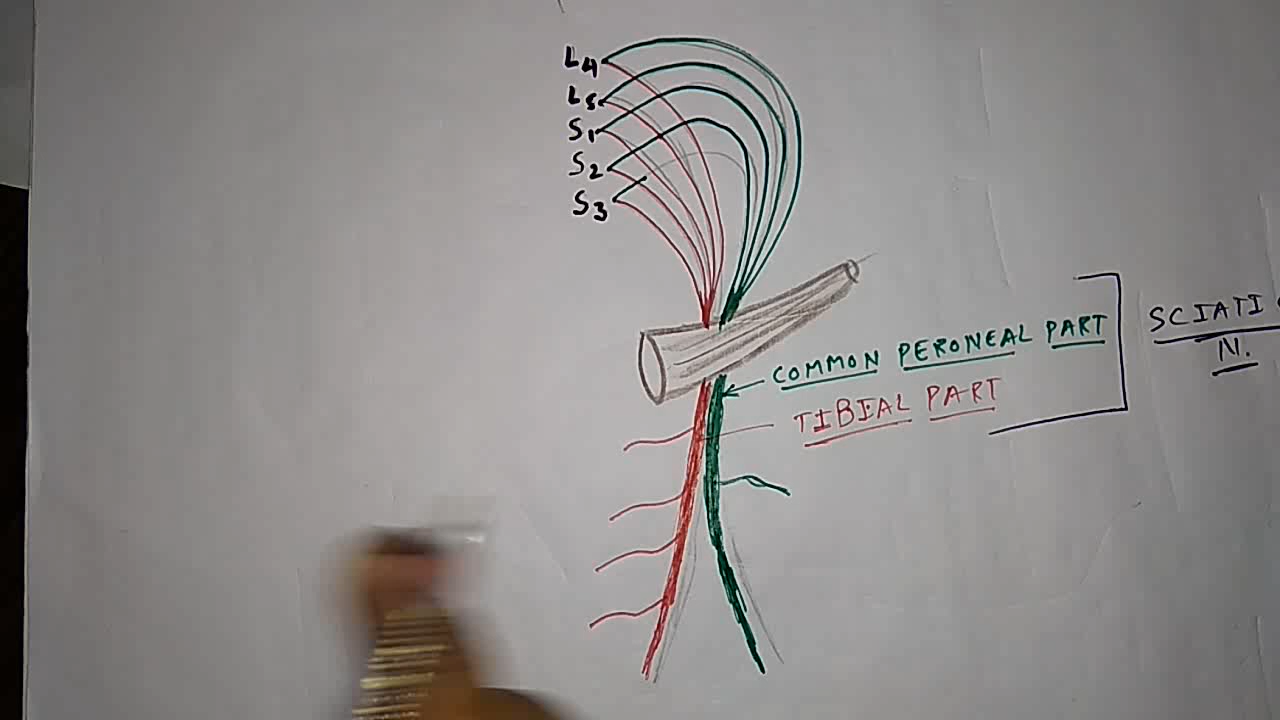 L4
L5
S1
S2
S3
COMMON PERONEAL PART
TIBIAL PART
SCIATI
N.